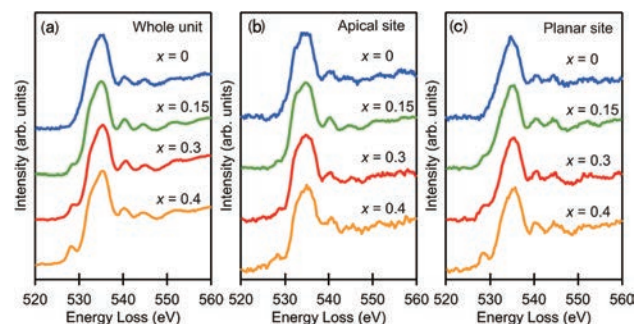 (a) Whole unit
x = 0
x = 0.15
x = 0.3
x = 0.4
Intensity (arb. units)
520 530 540 550 560
Energy Loss (eV)
(b) Apical site
x = 0
x = 0.15
x = 0.3
x = 0.4
Intensity (arb. units)
520 530 540 550 560
Energy Loss (eV)
(c) Planar site
x = 0
x = 0.15
x = 0.3
x = 0.4
Intensity (arb. units)
520 530 540 550 560
Energy Loss (eV)